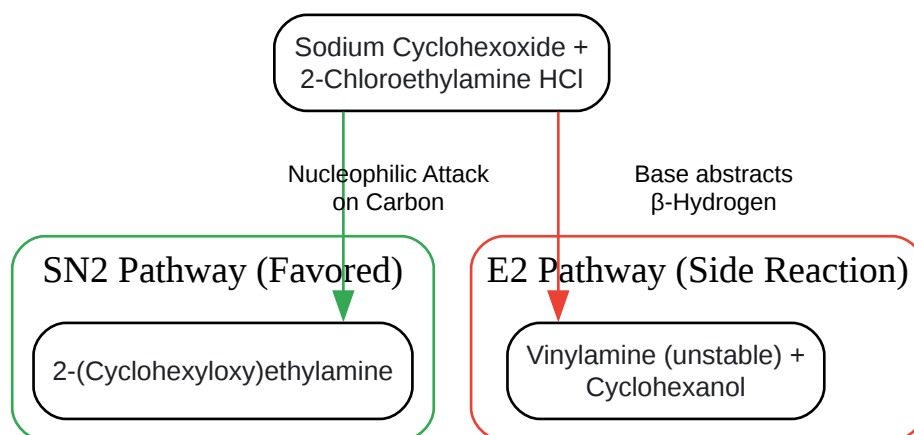 Sodium Cyclohexoxide +
2-Chloroethylamine HCl
Nucleophilic Attack
on Carbon
Base abstracts
β-Hydrogen
SN2 Pathway (Favored)
E2 Pathway (Side Reaction)
2-(Cyclohexyloxy)ethylamine
Vinylamine (unstable) +
Cyclohexanol